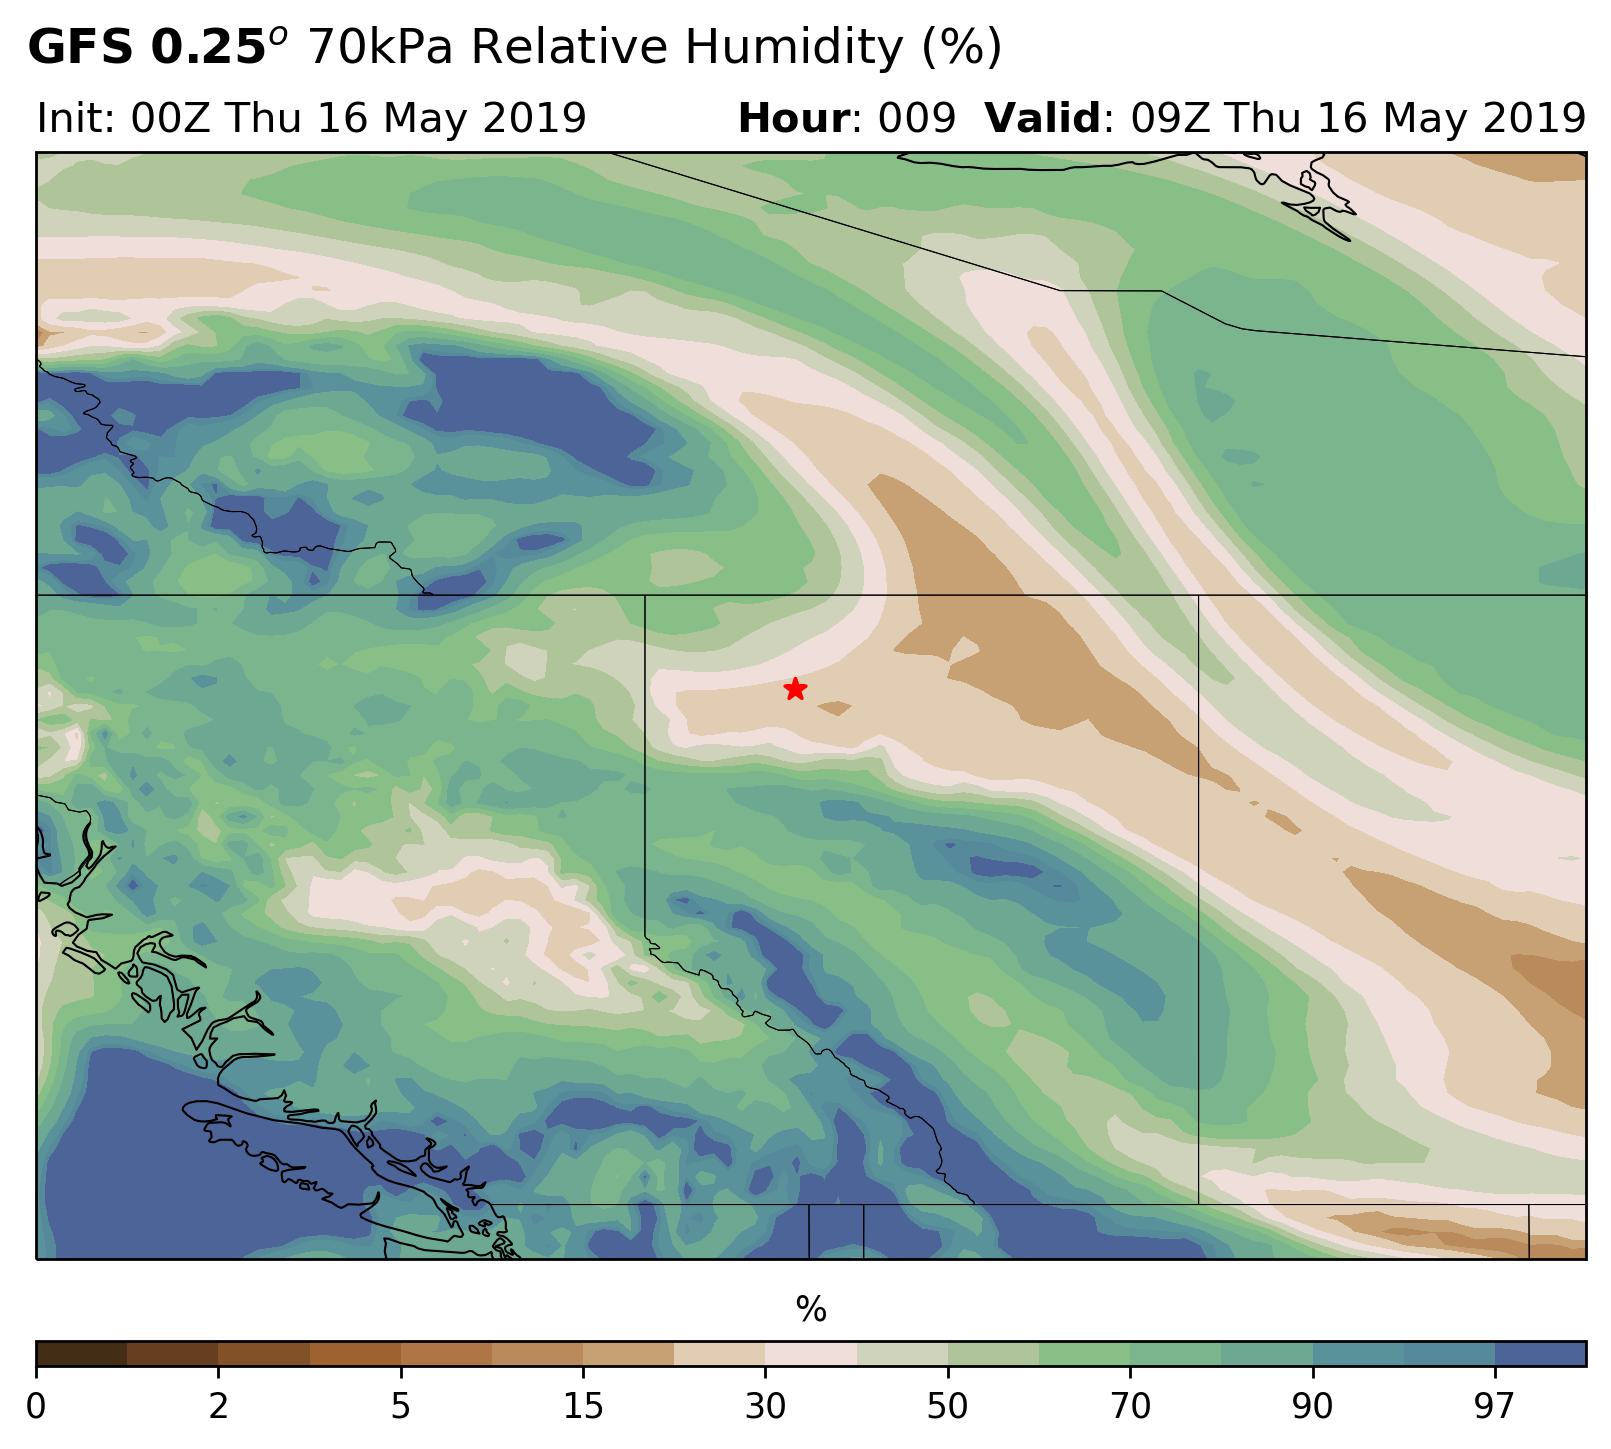 GFS 0.25° 70kPa Relative Humidity (%)
Init: 00Z Thu 16 May 2019 Hour: 009 Valid: 09Z Thu 16 May 2019
%
0 2 5 15 30 50 70 90 97